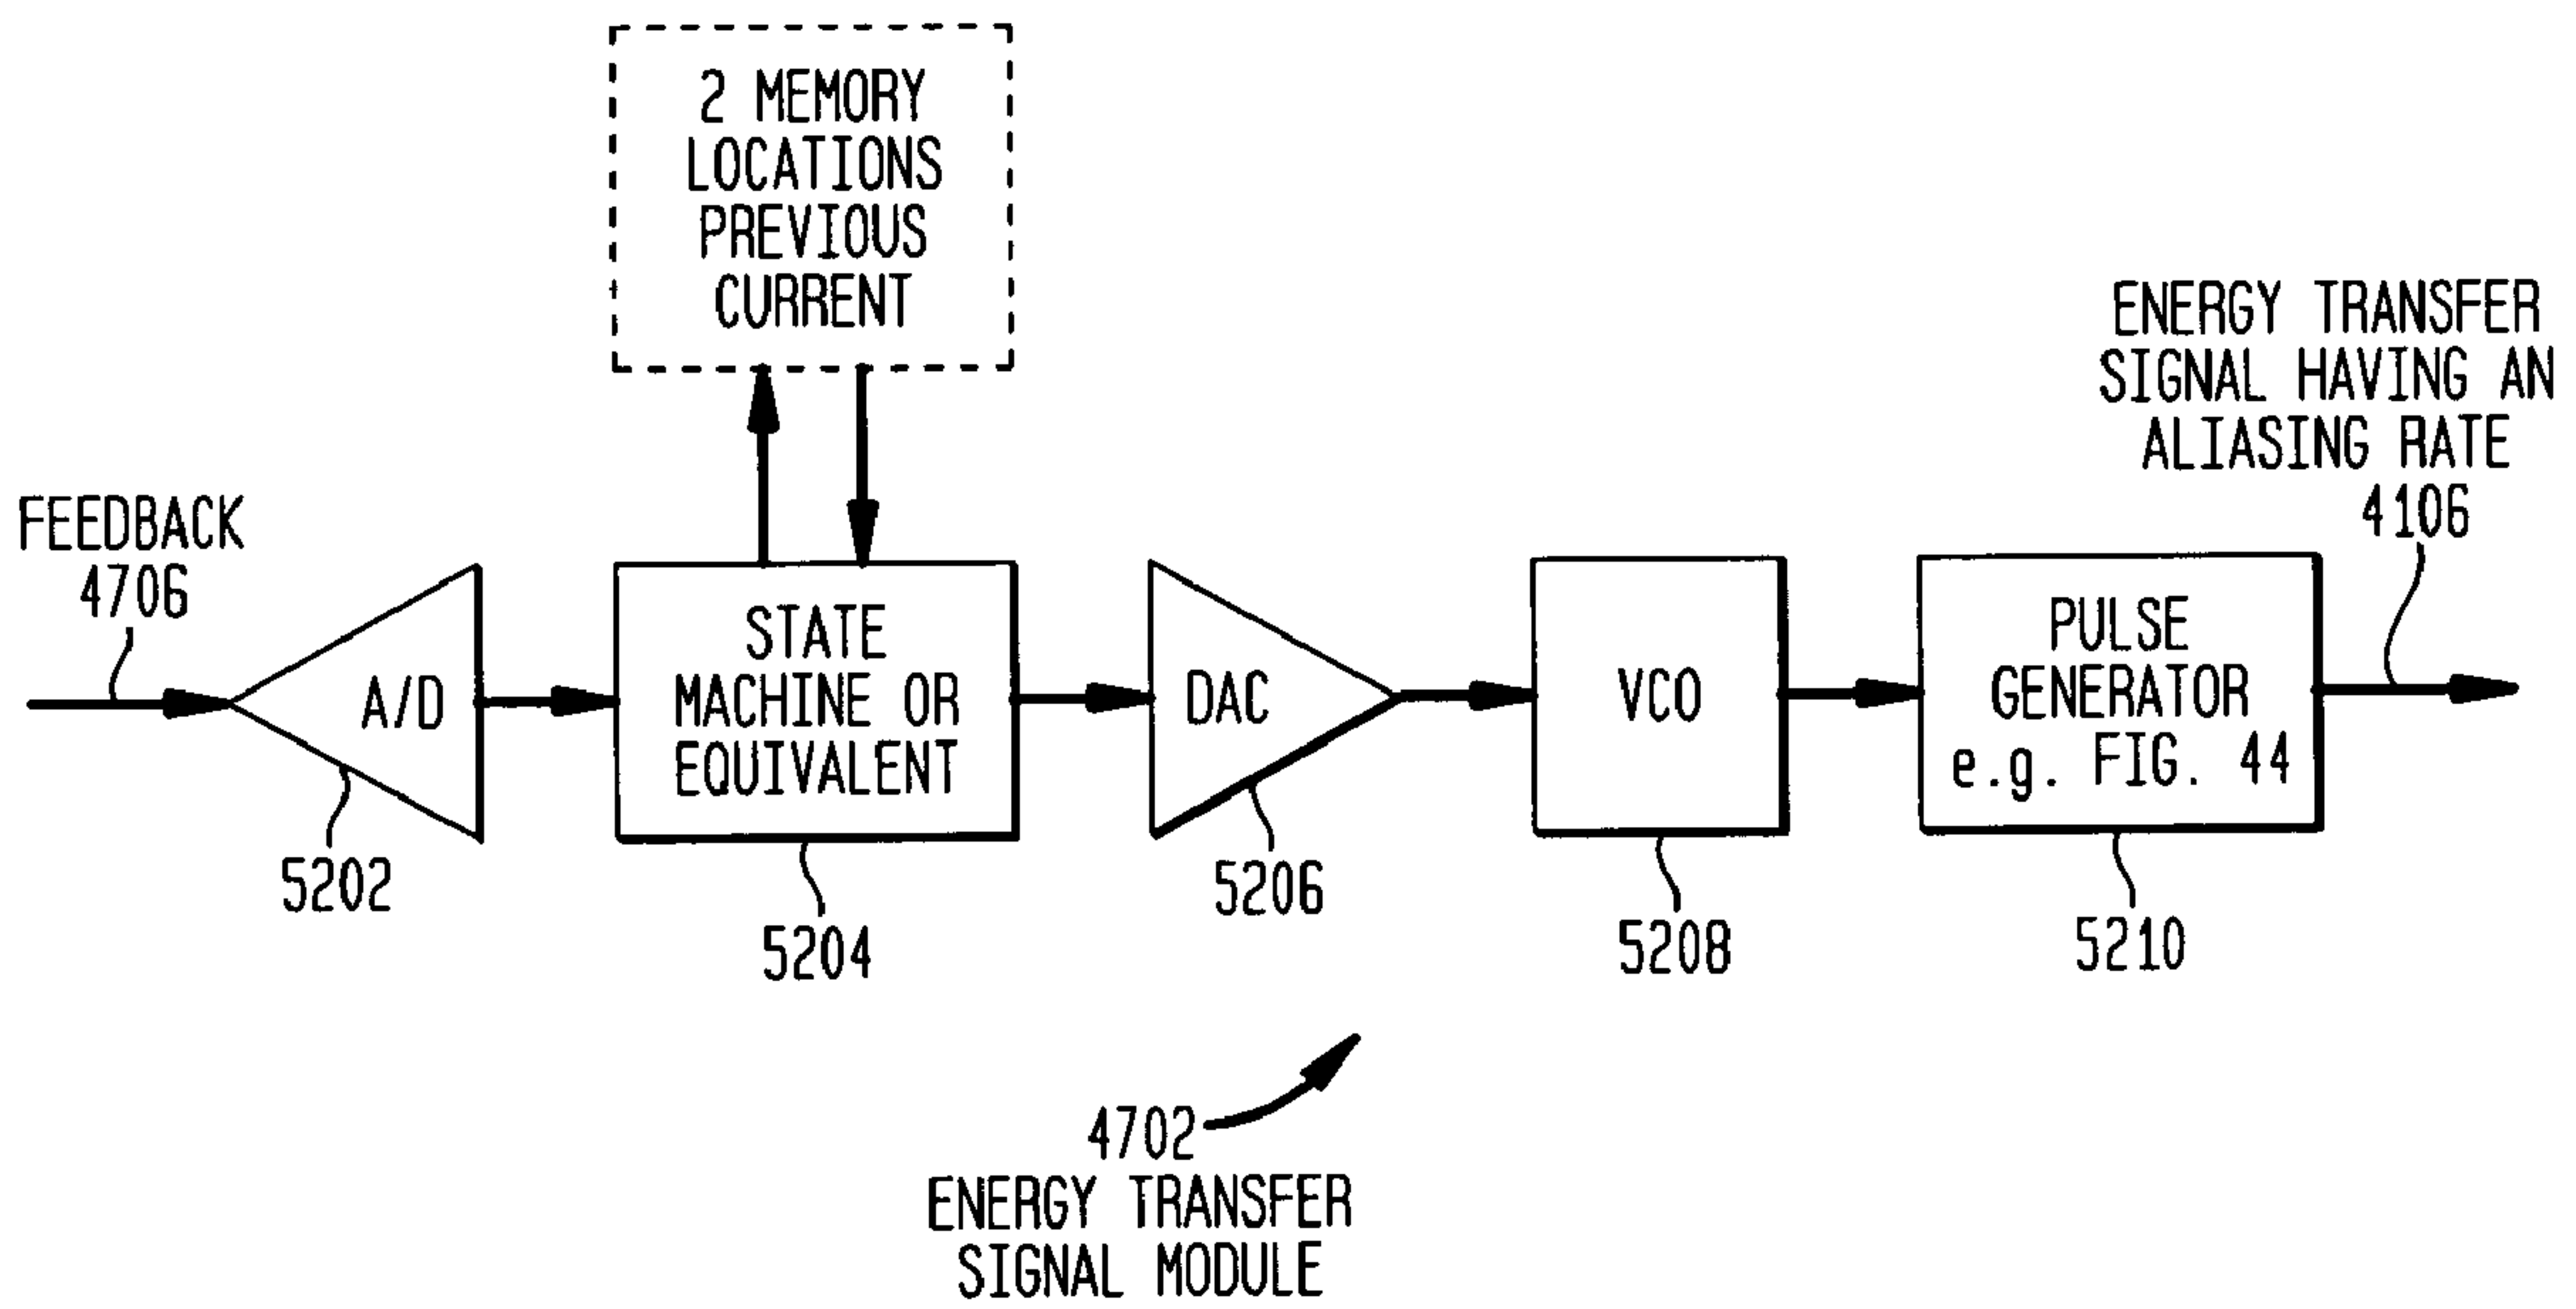 2 MEMORY
LOCATIONS
PREVIOUS
CURRENT
ENERGY TRANSFER
SIGNAL HAVING AN
ALIASING RATE
4106
FEEDBACK
4706
A/D
STATE
MACHINE OR
EQUIVALENT
DAC
VCO
PULSE
GENERATOR
e.g. FIG. 44
5202
5204
5206
5208
5210
4702
ENERGY TRANSFER
SIGNAL MODULE